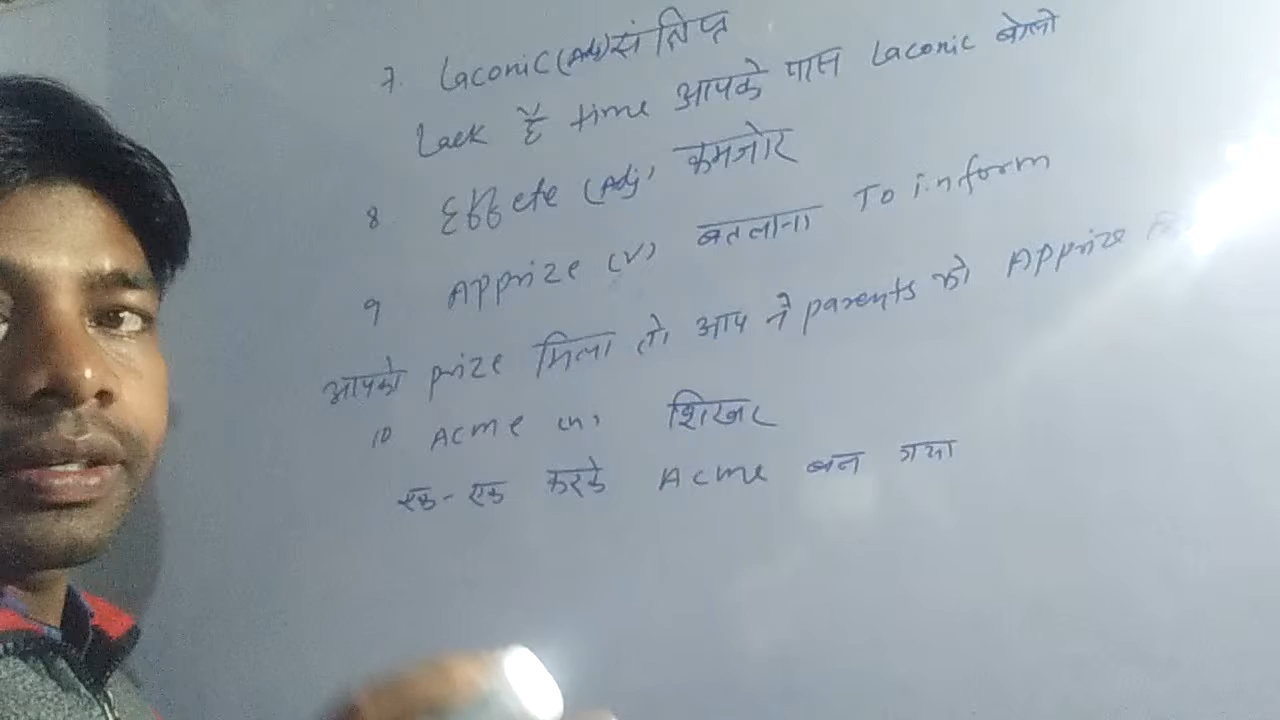 7. Laconic (Adj) संक्षिप्त
Lack है time आपके पास Laconic बोलो
8 Effete (Adj) कमजोर
9 Apprize (V) बतलाना To inform
आपको prize मिला तो आप ने parents को Apprize
10 Acme (n) शिखर
एक-एक करके Acme बन गया